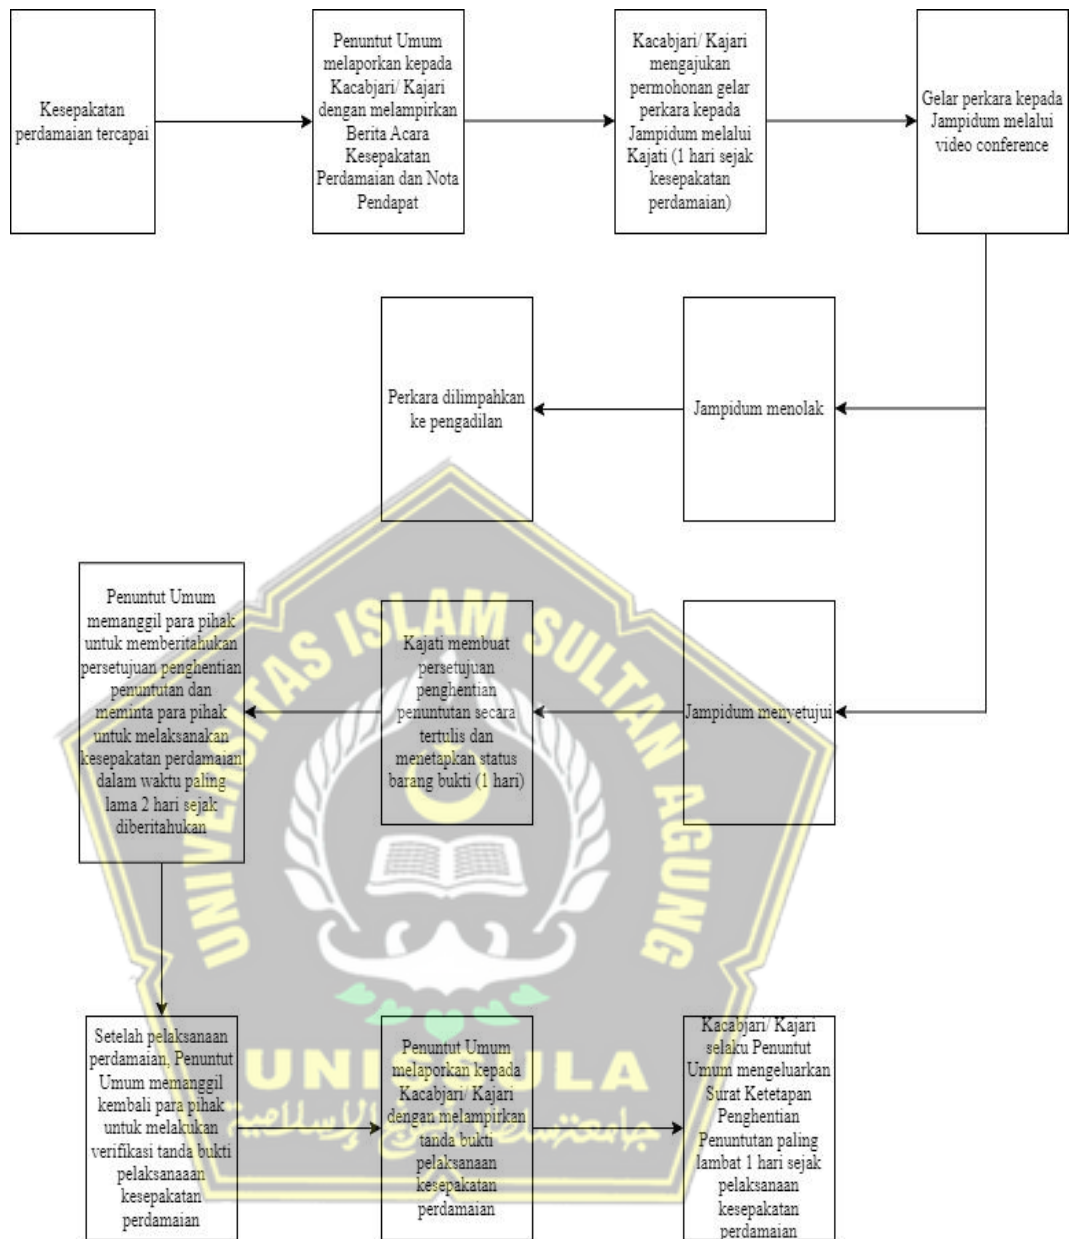 Kesepakatan
perdamaian tercapai
Penuntut Umum
melaporkan kepada
Kacabjari/ Kajari
dengan melampirkan
Berita Acara
Kesepakatan
Perdamaian dan Nota
Pendapat
Kacabjari/ Kajari
mengajukan
permohonan gelar
perkara kepada
Jampidum melalui
Kajati (1 hari sejak
kesepakatan
perdamaian)
Gelar perkara kepada
Jampidum melalui
video conference
Perkara dilimpahkan
ke pengadilan
Jampidum menolak
Penuntut Umum
memanggil para pihak
untuk memberitahukan
persetujuan penghentian
penuntutan dan
meminta para pihak
untuk melaksanakan
kesepakatan perdamaian
dalam waktu paling
lama 2 hari sejak
diberitahukan
Kajati membuat
persetujuan
penghentian
penuntutan secara
tertulis dan
menetapkan status
barang bukti (1 hari)
Jampidum menyetujui
Setelah pelaksanaan
perdamaian, Penuntut
Umum memanggil
kembali para pihak
untuk melakukan
verifikasi tanda bukti
pelaksanaaan
kesepakatan
perdamaian
Penuntut Umum
melaporkan kepada
Kacabjari/ Kajari
dengan melampirkan
tanda bukti
pelaksanaan
kesepakatan
perdamaian
Kacabjari/ Kajari
selaku Penuntut
Umum mengeluarkan
Surat Ketetapan
Penghentian
Penuntutan paling
lambat 1 hari sejak
pelaksanaan
kesepakatan
perdamaian
UNIVERSITAS ISLAM SULTAN AGUNG
UNISSULA